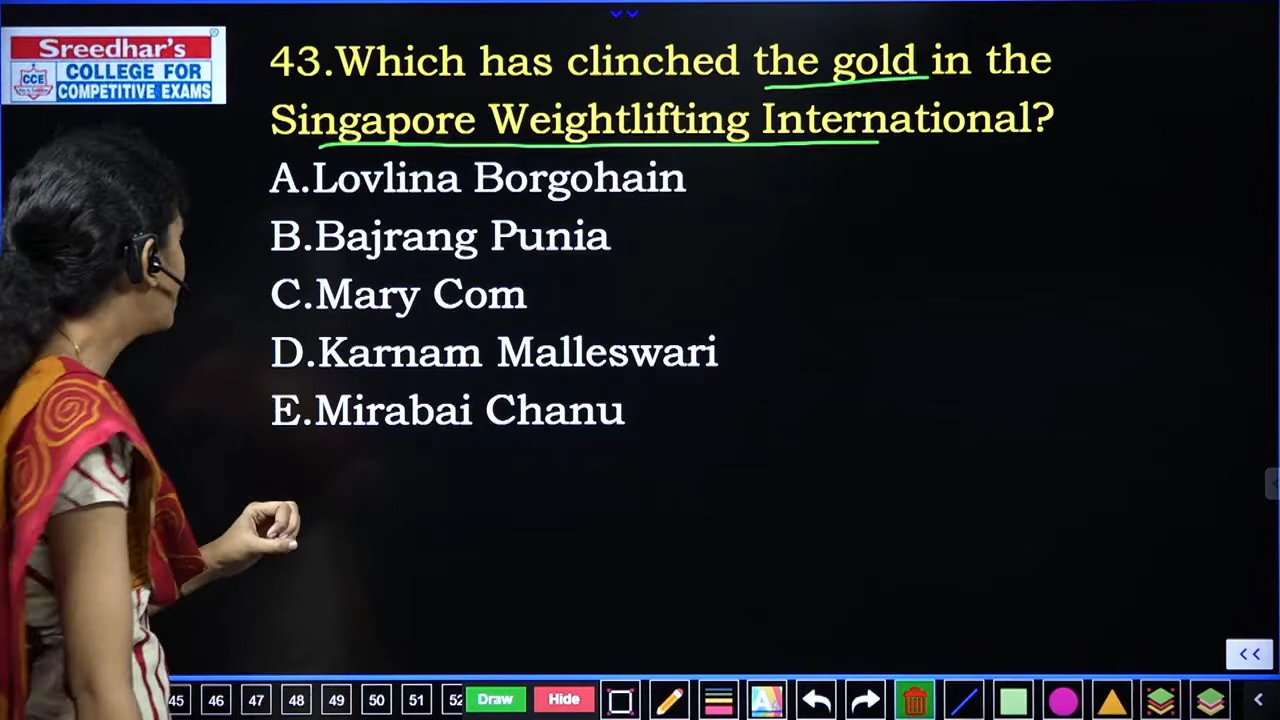 Sreedhar's
CCE
COLLEGE FOR
COMPETITIVE EXAMS
43.Which has clinched the gold in the
Singapore Weightlifting International?
A.Lovlina Borgohain
B.Bajrang Punia
C.Mary Com
D.Karnam Malleswari
E.Mirabai Chanu
45 46 47 48 49 50 51 52 Draw Hide